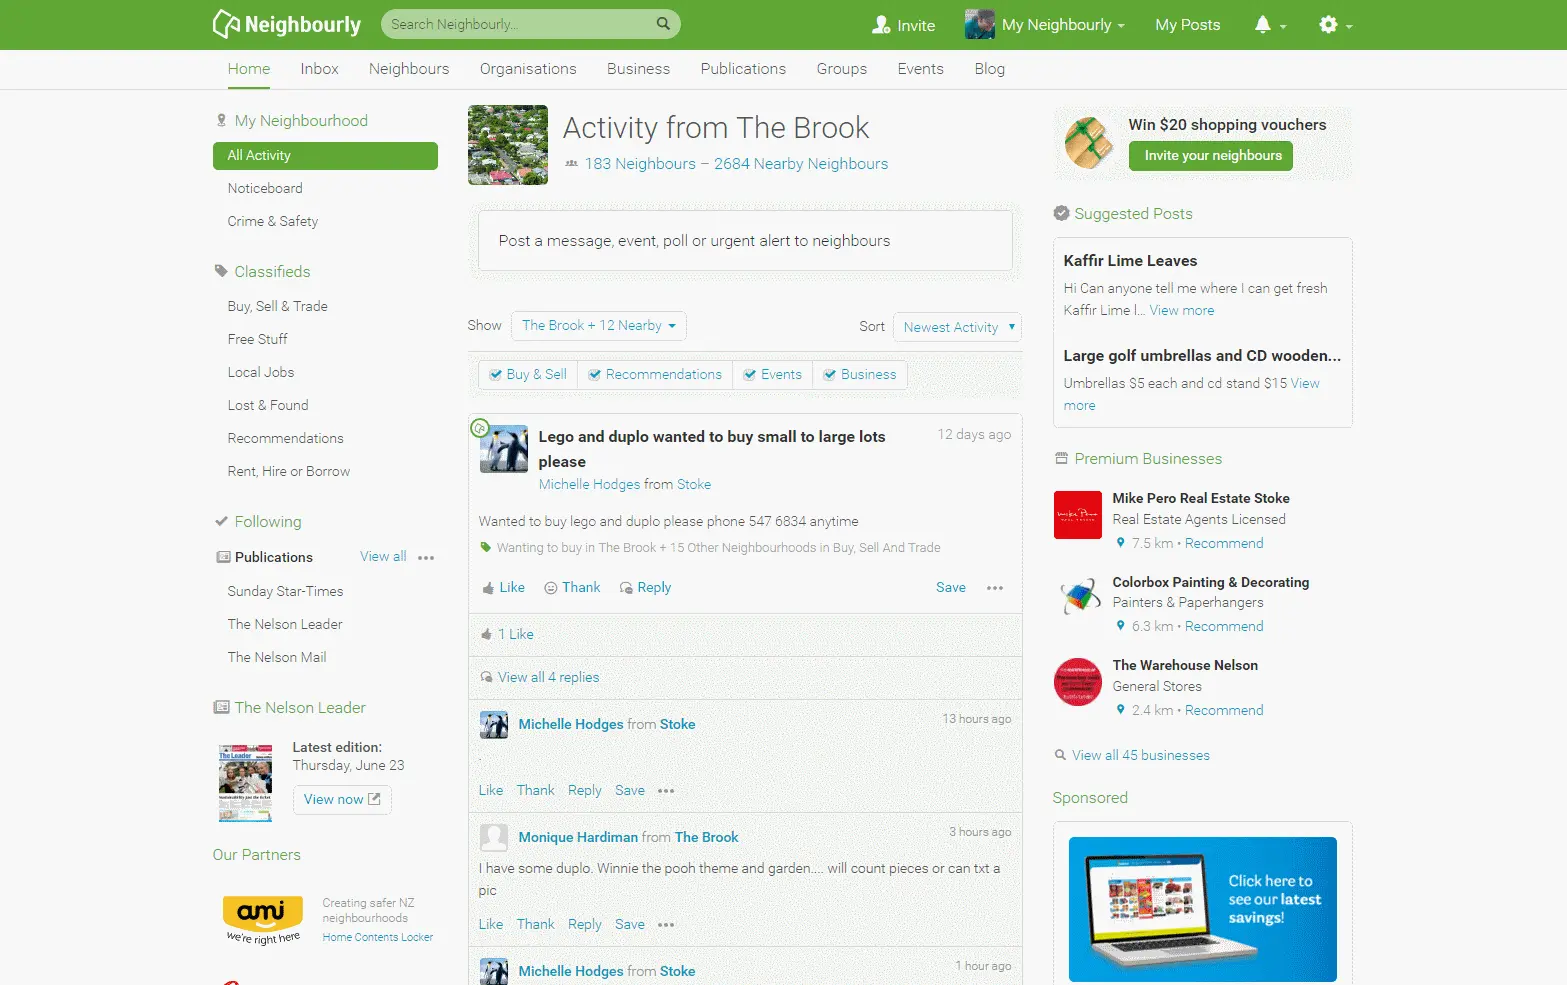 Neighbourly
Search Neighbourly...
Invite
My Neighbourly
My Posts
Home
Inbox
Neighbours
Organisations
Business
Publications
Groups
Events
Blog
My Neighbourhood
All Activity
Noticeboard
Crime & Safety
Classifieds
Buy, Sell & Trade
Free Stuff
Local Jobs
Lost & Found
Recommendations
Rent, Hire or Borrow
Following
Publications
View all
Sunday Star-Times
The Nelson Leader
The Nelson Mail
The Nelson Leader
The Leader
Latest edition:
Thursday, June 23
View now
Our Partners
ami
we're right here
Creating safer NZ
neighbourhoods
Home Contents Locker
Activity from The Brook
183 Neighbours – 2684 Nearby Neighbours
Post a message, event, poll or urgent alert to neighbours
Show
The Brook + 12 Nearby
Sort
Newest Activity
Buy & Sell
Recommendations
Events
Business
Lego and duplo wanted to buy small to large lots
please
12 days ago
Michelle Hodges from Stoke
Wanted to buy lego and duplo please phone 547 6834 anytime
Wanting to buy in The Brook + 15 Other Neighbourhoods in Buy, Sell And Trade
Like
Thank
Reply
Save
1 Like
View all 4 replies
Michelle Hodges from Stoke
13 hours ago
.
Like
Thank
Reply
Save
Monique Hardiman from The Brook
3 hours ago
I have some duplo. Winnie the pooh theme and garden.... will count pieces or can txt a
pic
Like
Thank
Reply
Save
Michelle Hodges from Stoke
1 hour ago
Win $20 shopping vouchers
Invite your neighbours
Suggested Posts
Kaffir Lime Leaves
Hi Can anyone tell me where I can get fresh
Kaffir Lime l... View more
Large golf umbrellas and CD wooden...
Umbrellas $5 each and cd stand $15 View
more
Premium Businesses
Mike Pero Real Estate Stoke
Real Estate Agents Licensed
7.5 km • Recommend
Colorbox Painting & Decorating
Painters & Paperhangers
6.3 km • Recommend
The Warehouse Nelson
General Stores
2.4 km • Recommend
View all 45 businesses
Sponsored
Click here to
see our latest
savings!